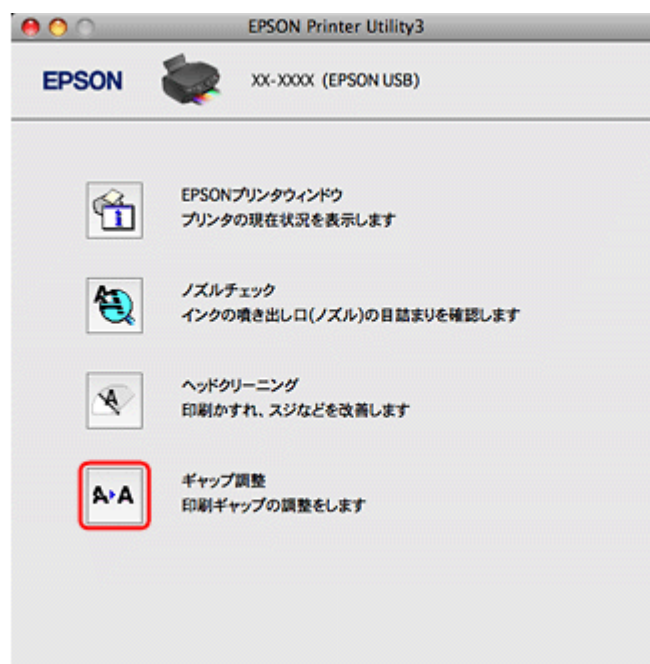 EPSON Printer Utility3
EPSON
XX-XXXX (EPSON USB)
EPSONプリンタウィンドウ
プリンタの現在状況を表示します
ノズルチェック
インクの噴き出し口(ノズル)の目詰まりを確認します
ヘッドクリーニング
印刷かすれ、スジなどを改善します
A▸A
ギャップ調整
印刷ギャップの調整をします